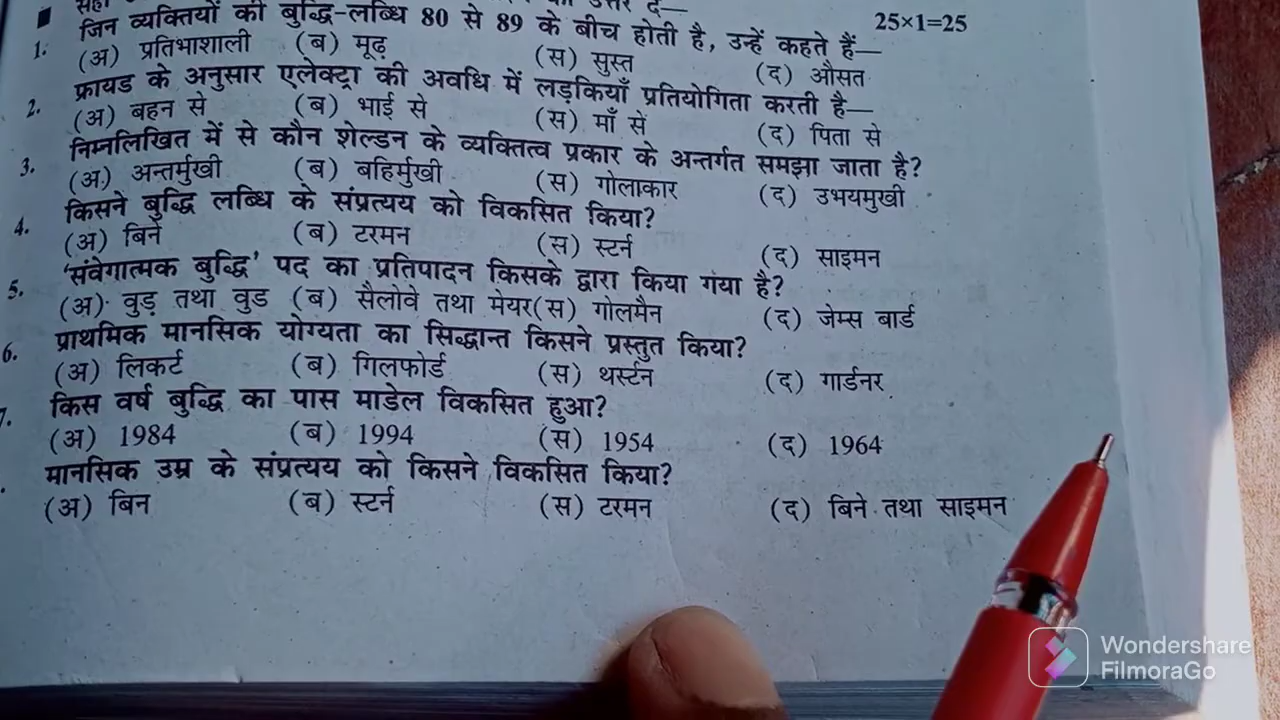 जिन व्यक्तियों की बुद्धि-लब्धि 80 से 89 के बीच होती है, उन्हें कहते हैं—
25×1=25
1. (अ) प्रतिभाशाली (ब) मूढ़ (स) सुस्त (द) औसत
फ्रायड के अनुसार एलेक्ट्रा की अवधि में लड़कियाँ प्रतियोगिता करती है—
2. (अ) बहन से (ब) भाई से (स) माँ से (द) पिता से
निम्नलिखित में से कौन शेल्डन के व्यक्तित्व प्रकार के अन्तर्गत समझा जाता है?
3. (अ) अन्तर्मुखी (ब) बहिर्मुखी (स) गोलाकार (द) उभयमुखी
किसने बुद्धि लब्धि के संप्रत्यय को विकसित किया?
4. (अ) बिने (ब) टरमन (स) स्टर्न (द) साइमन
'संवेगात्मक बुद्धि' पद का प्रतिपादन किसके द्वारा किया गया है?
5. (अ) वुड तथा वुड (ब) सैलोवे तथा मेयर (स) गोलमैन (द) जेम्स बार्ड
प्राथमिक मानसिक योग्यता का सिद्धान्त किसने प्रस्तुत किया?
6. (अ) लिकर्ट (ब) गिलफोर्ड (स) थर्स्टन (द) गार्डनर
किस वर्ष बुद्धि का पास माडेल विकसित हुआ?
7. (अ) 1984 (ब) 1994 (स) 1954 (द) 1964
मानसिक उम्र के संप्रत्यय को किसने विकसित किया?
(अ) बिन (ब) स्टर्न (स) टरमन (द) बिने तथा साइमन
Wondershare
FilmoraGo